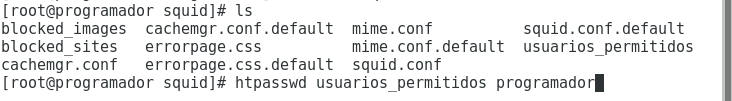 [root@programador squid]# ls
blocked_images  cachemgr.conf.default  mime.conf          squid.conf.default
blocked_sites   errorpage.css          mime.conf.default  usuarios_permitidos
cachemgr.conf   errorpage.css.default  squid.conf
[root@programador squid]# htpasswd usuarios_permitidos programador